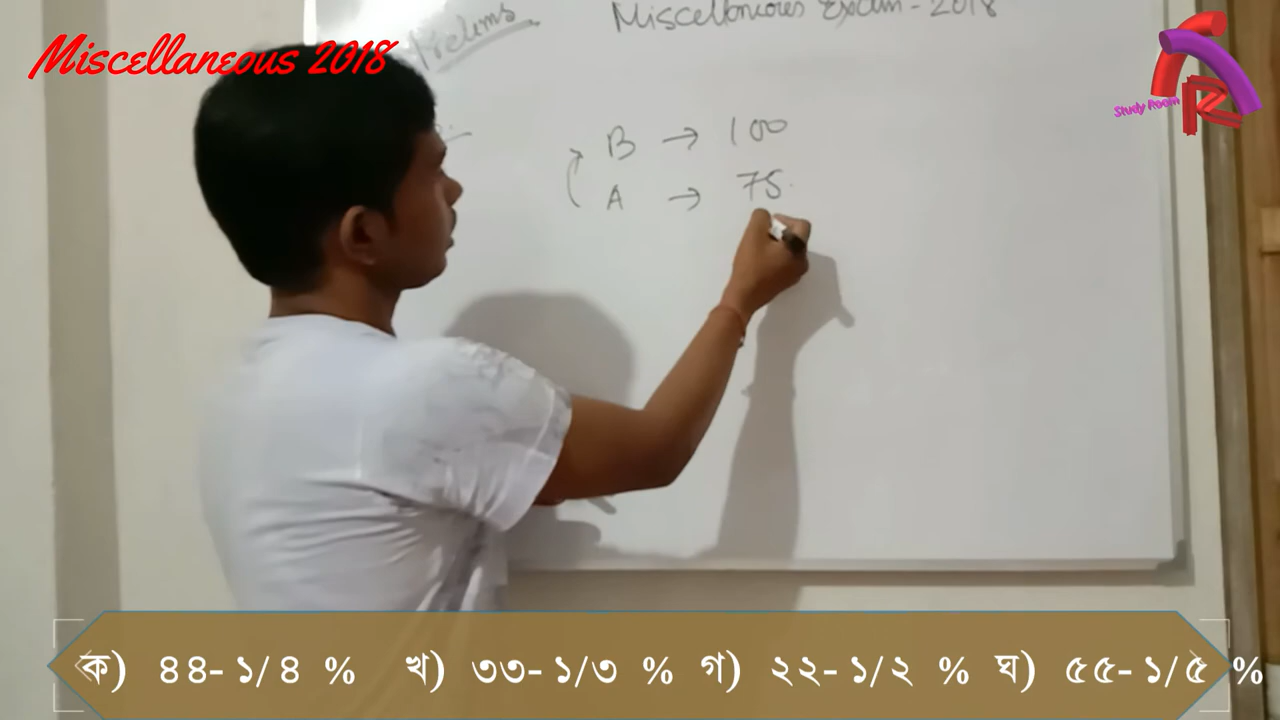 Miscellaneous 2018
Prelims Miscellanious Exam - 2018
Study Room
B → 100
A → 75
ক) ৪৪- ১/৪ % খ) ৩৩- ১/৩ % গ) ২২- ১/২ % ঘ) ৫৫- ১/৫ %